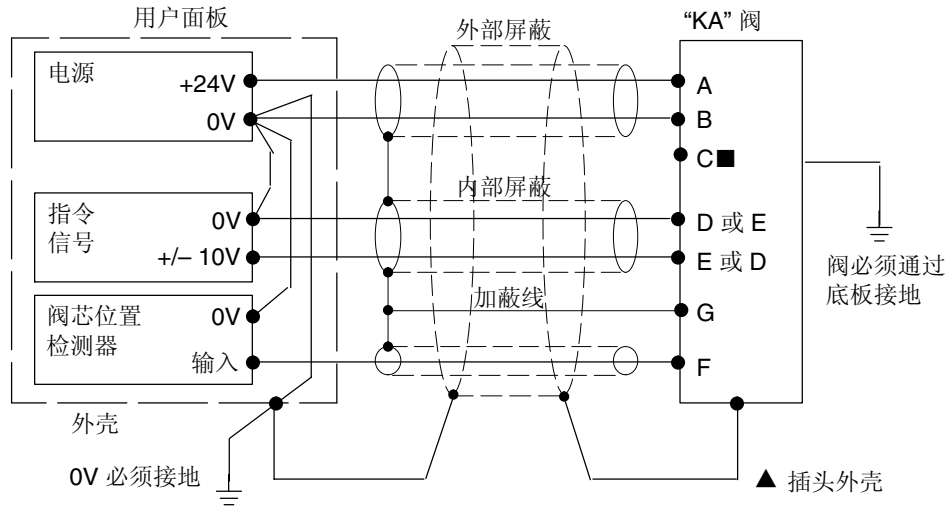 用户面板
外部屏蔽
“KA” 阀
电源
+24V
0V
A
B
C■
内部屏蔽
指令
信号
0V
+/– 10V
D 或 E
E 或 D
阀必须通过
底板接地
加蔽线
G
阀芯位置
检测器
0V
输入
F
外壳
0V 必须接地
▲ 插头外壳